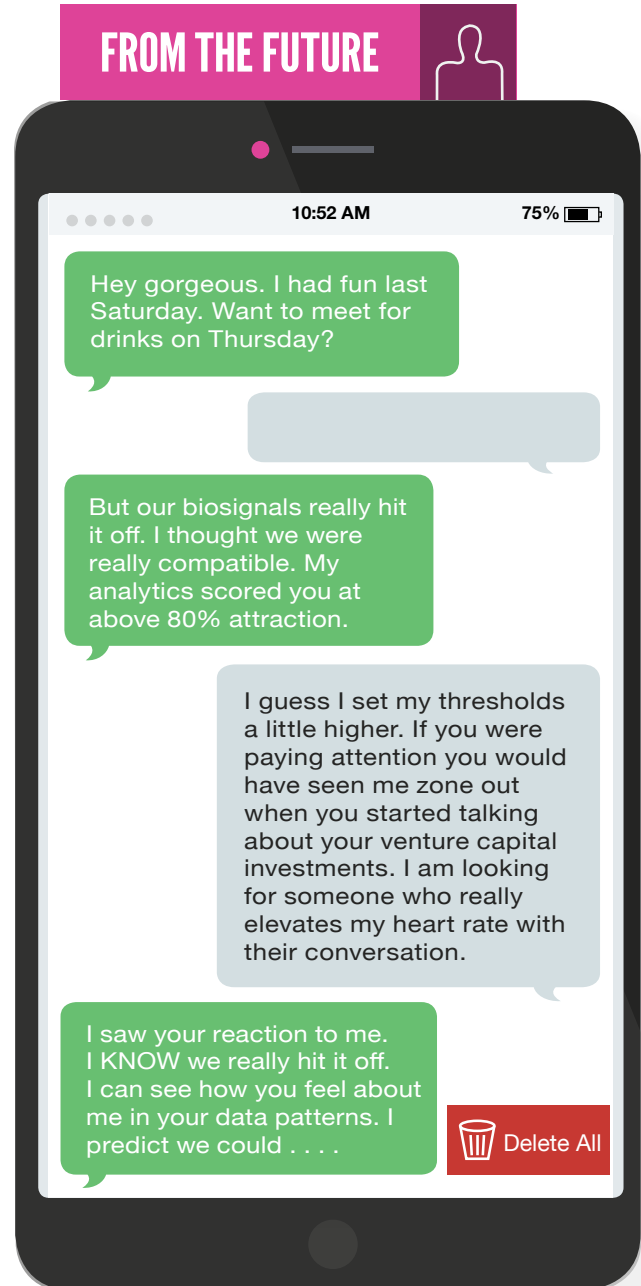 FROM THE FUTURE
10:52 AM
75%
Hey gorgeous. I had fun last
Saturday. Want to meet for
drinks on Thursday?
But our biosignals really hit
it off. I thought we were
really compatible. My
analytics scored you at
above 80% attraction.
I guess I set my thresholds
a little higher. If you were
paying attention you would
have seen me zone out
when you started talking
about your venture capital
investments. I am looking
for someone who really
elevates my heart rate with
their conversation.
I saw your reaction to me.
I KNOW we really hit it off.
I can see how you feel about
me in your data patterns. I
predict we could . . . .
Delete All